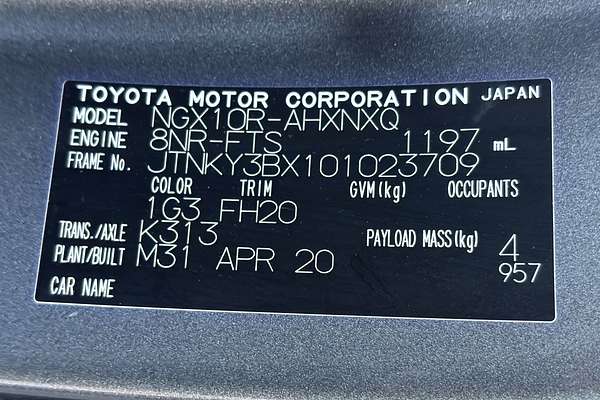 TOYOTA MOTOR CORPORATION JAPAN
MODEL NGX10R-AHXNXQ
ENGINE 8NR-FTS 1197 mL
FRAME No. JTNKY3BX101023709
COLOR TRIM GVM(kg) OCCUPANTS
1G3 FH20
TRANS./AXLE K313 PAYLOAD MASS(kg) 4
PLANT/BUILT M31 APR 20 957
CAR NAME